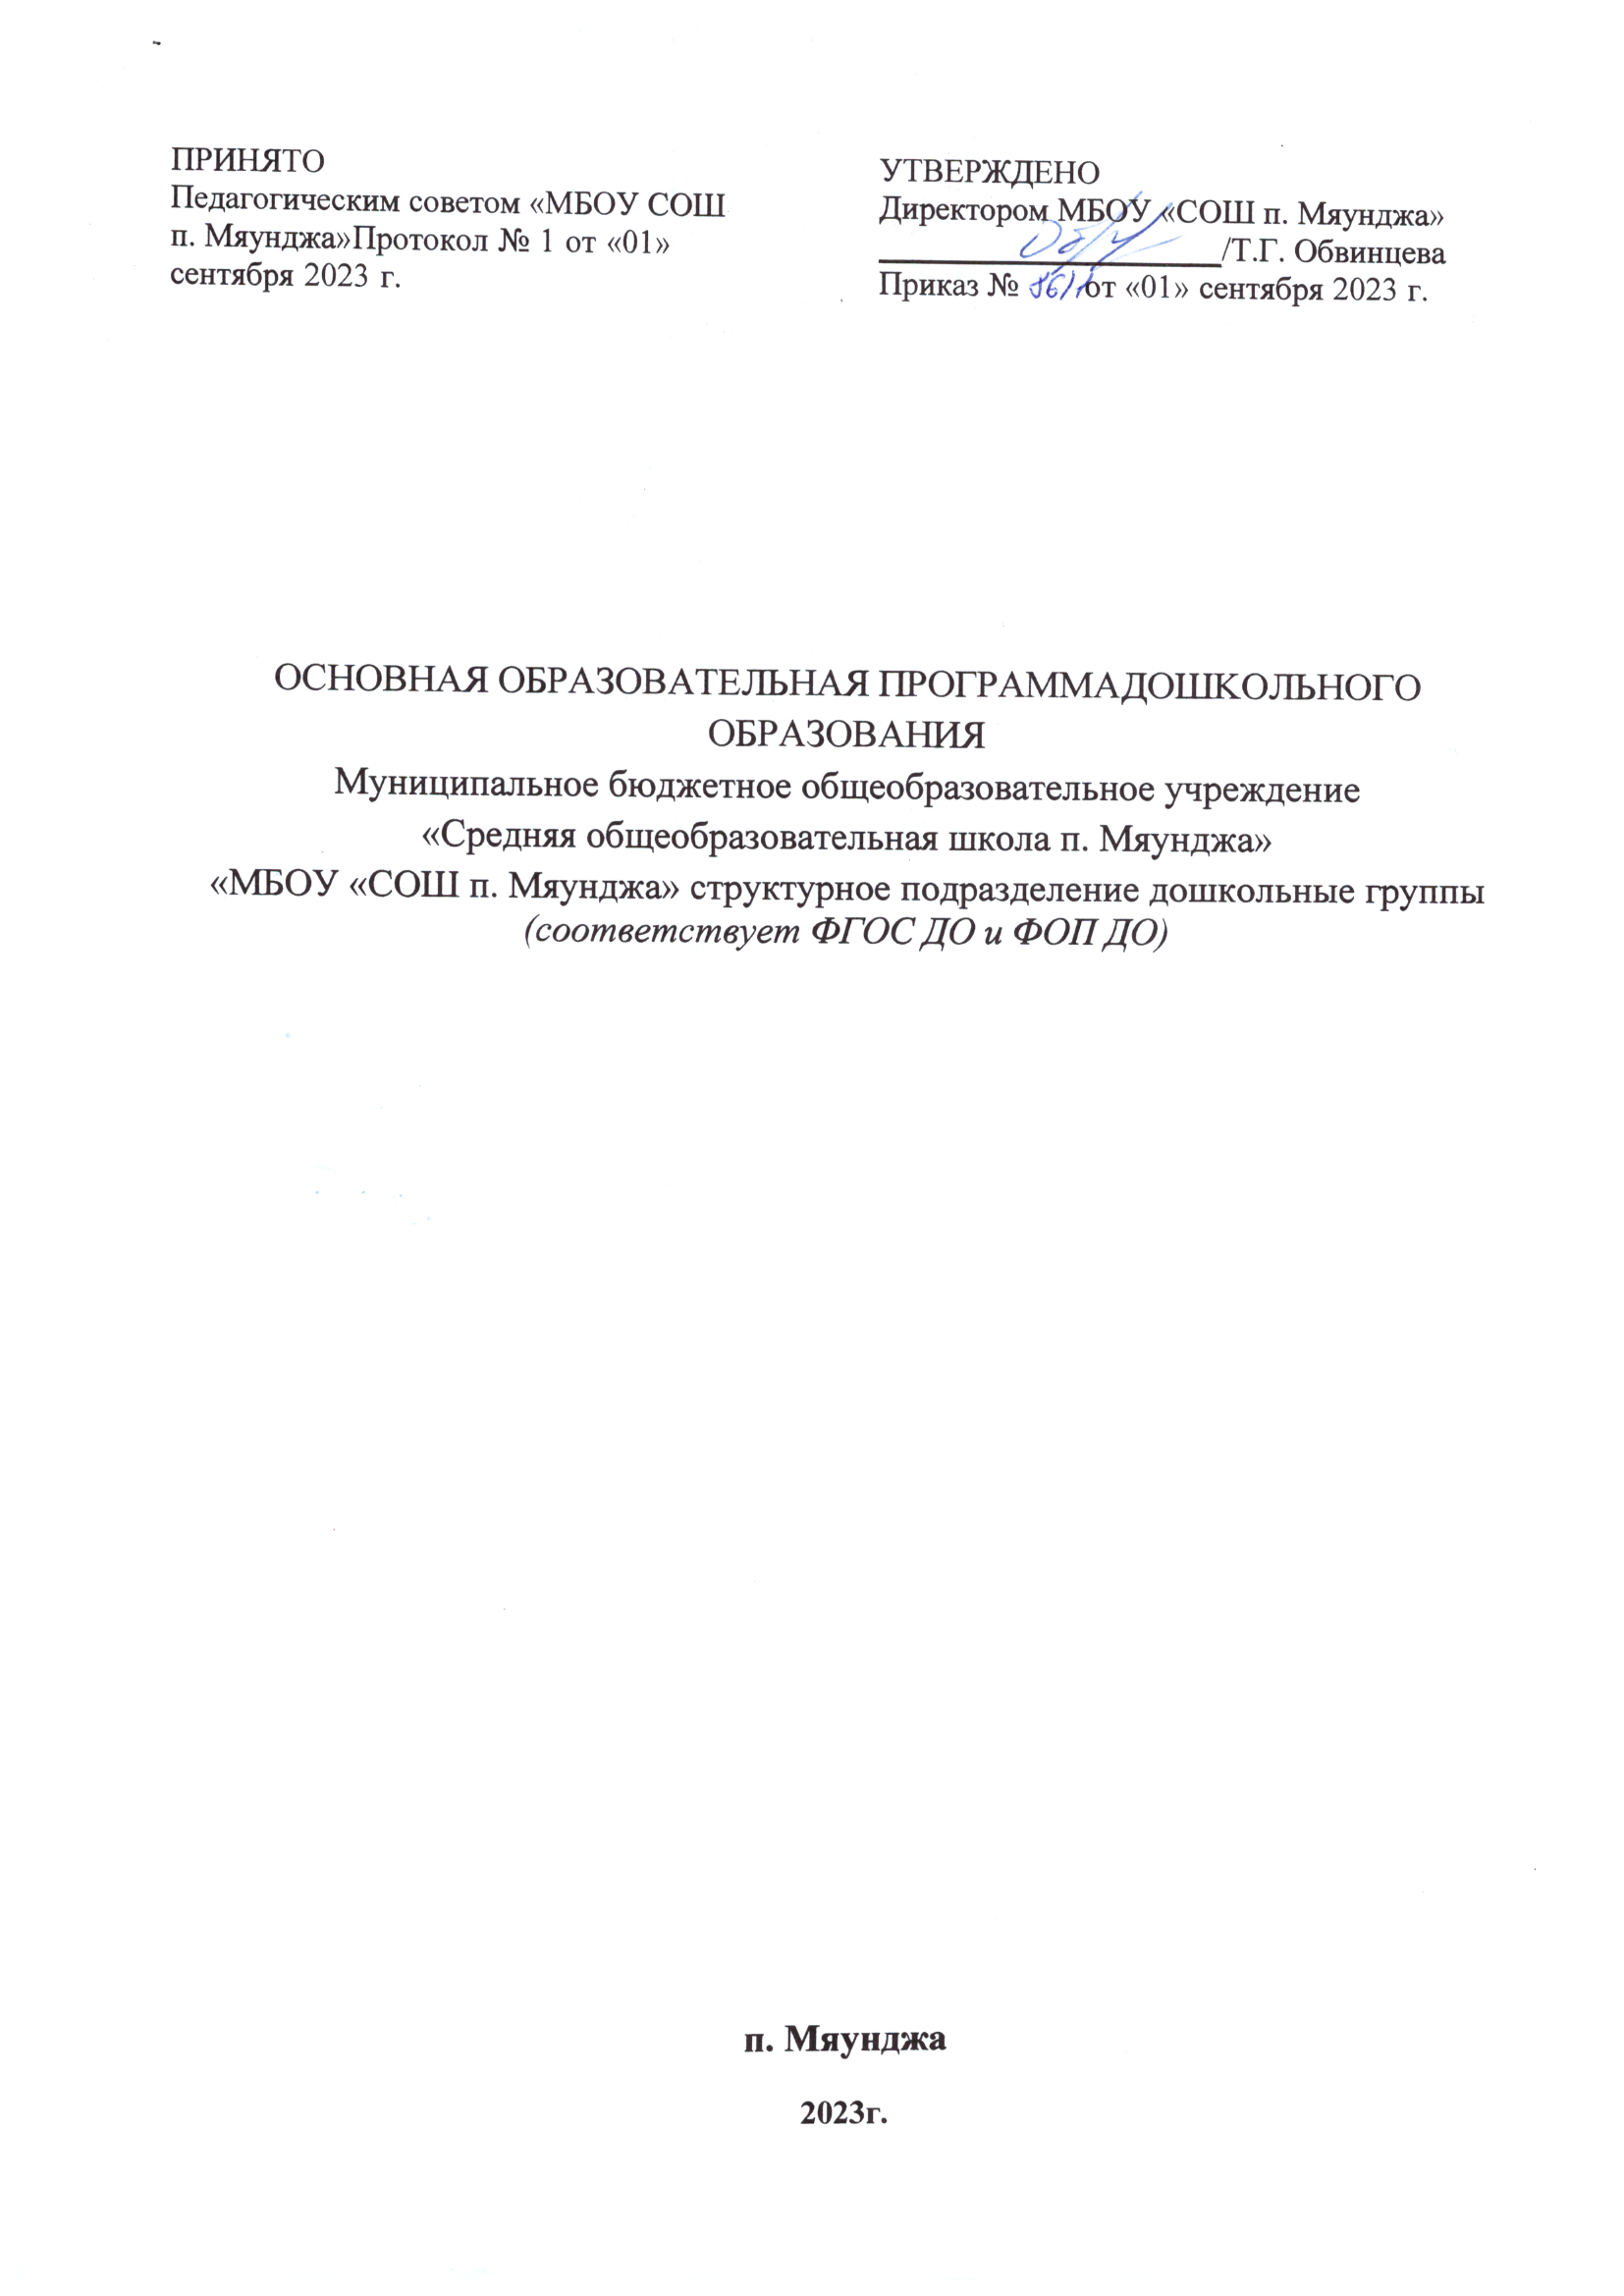 ПРИНЯТО
Педагогическим советом «МБОУ СОШ
п. Мяунджа»Протокол № 1 от «01»
сентября 2023 г.
УТВЕРЖДЕНО
Директором МБОУ «СОШ п. Мяунджа»
/Т.Г. Обвинцева
Приказ № от «01» сентября 2023 г.
ОСНОВНАЯ ОБРАЗОВАТЕЛЬНАЯ ПРОГРАММАДОШКОЛЬНОГО
ОБРАЗОВАНИЯ
Муниципальное бюджетное общеобразовательное учреждение
«Средняя общеобразовательная школа п. Мяунджа»
«МБОУ «СОШ п. Мяунджа» структурное подразделение дошкольные группы
(соответствует ФГОС ДО и ФОП ДО)
п. Мяунджа
2023г.